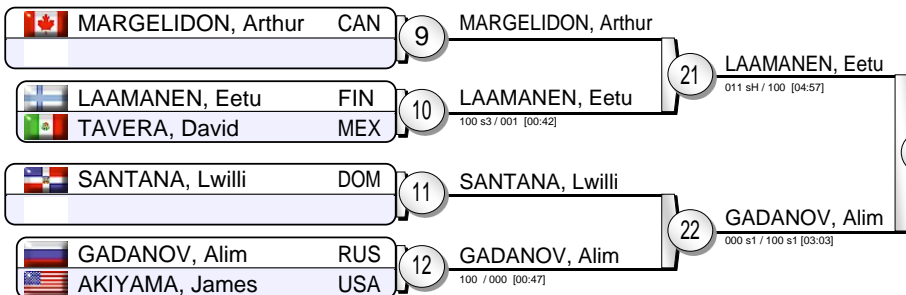 MARGELIDON, Arthur CAN
9
MARGELIDON, Arthur
LAAMANEN, Eetu FIN
TAVERA, David MEX
10
LAAMANEN, Eetu
100 s3 / 001 [00:42]
21
LAAMANEN, Eetu
011 sH / 100 [04:57]
SANTANA, Lwilli DOM
11
SANTANA, Lwilli
GADANOV, Alim RUS
AKIYAMA, James USA
12
GADANOV, Alim
100 / 000 [00:47]
22
GADANOV, Alim
000 s1 / 100 s1 [03:03]